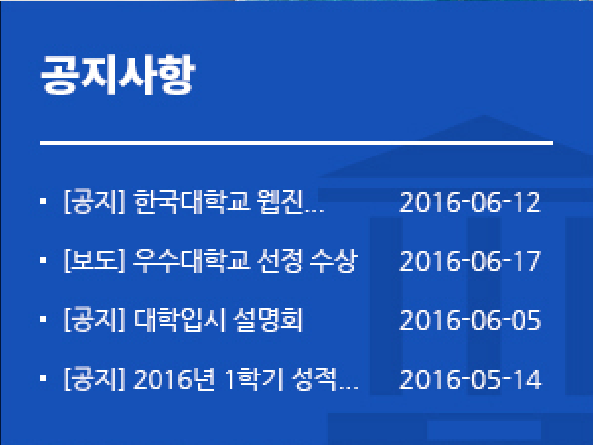 공지사항
[공지] 한국대학교 웹진... 2016-06-12
[보도] 우수대학교 선정 수상 2016-06-17
[공지] 대학입시 설명회 2016-06-05
[공지] 2016년 1학기 성적... 2016-05-14